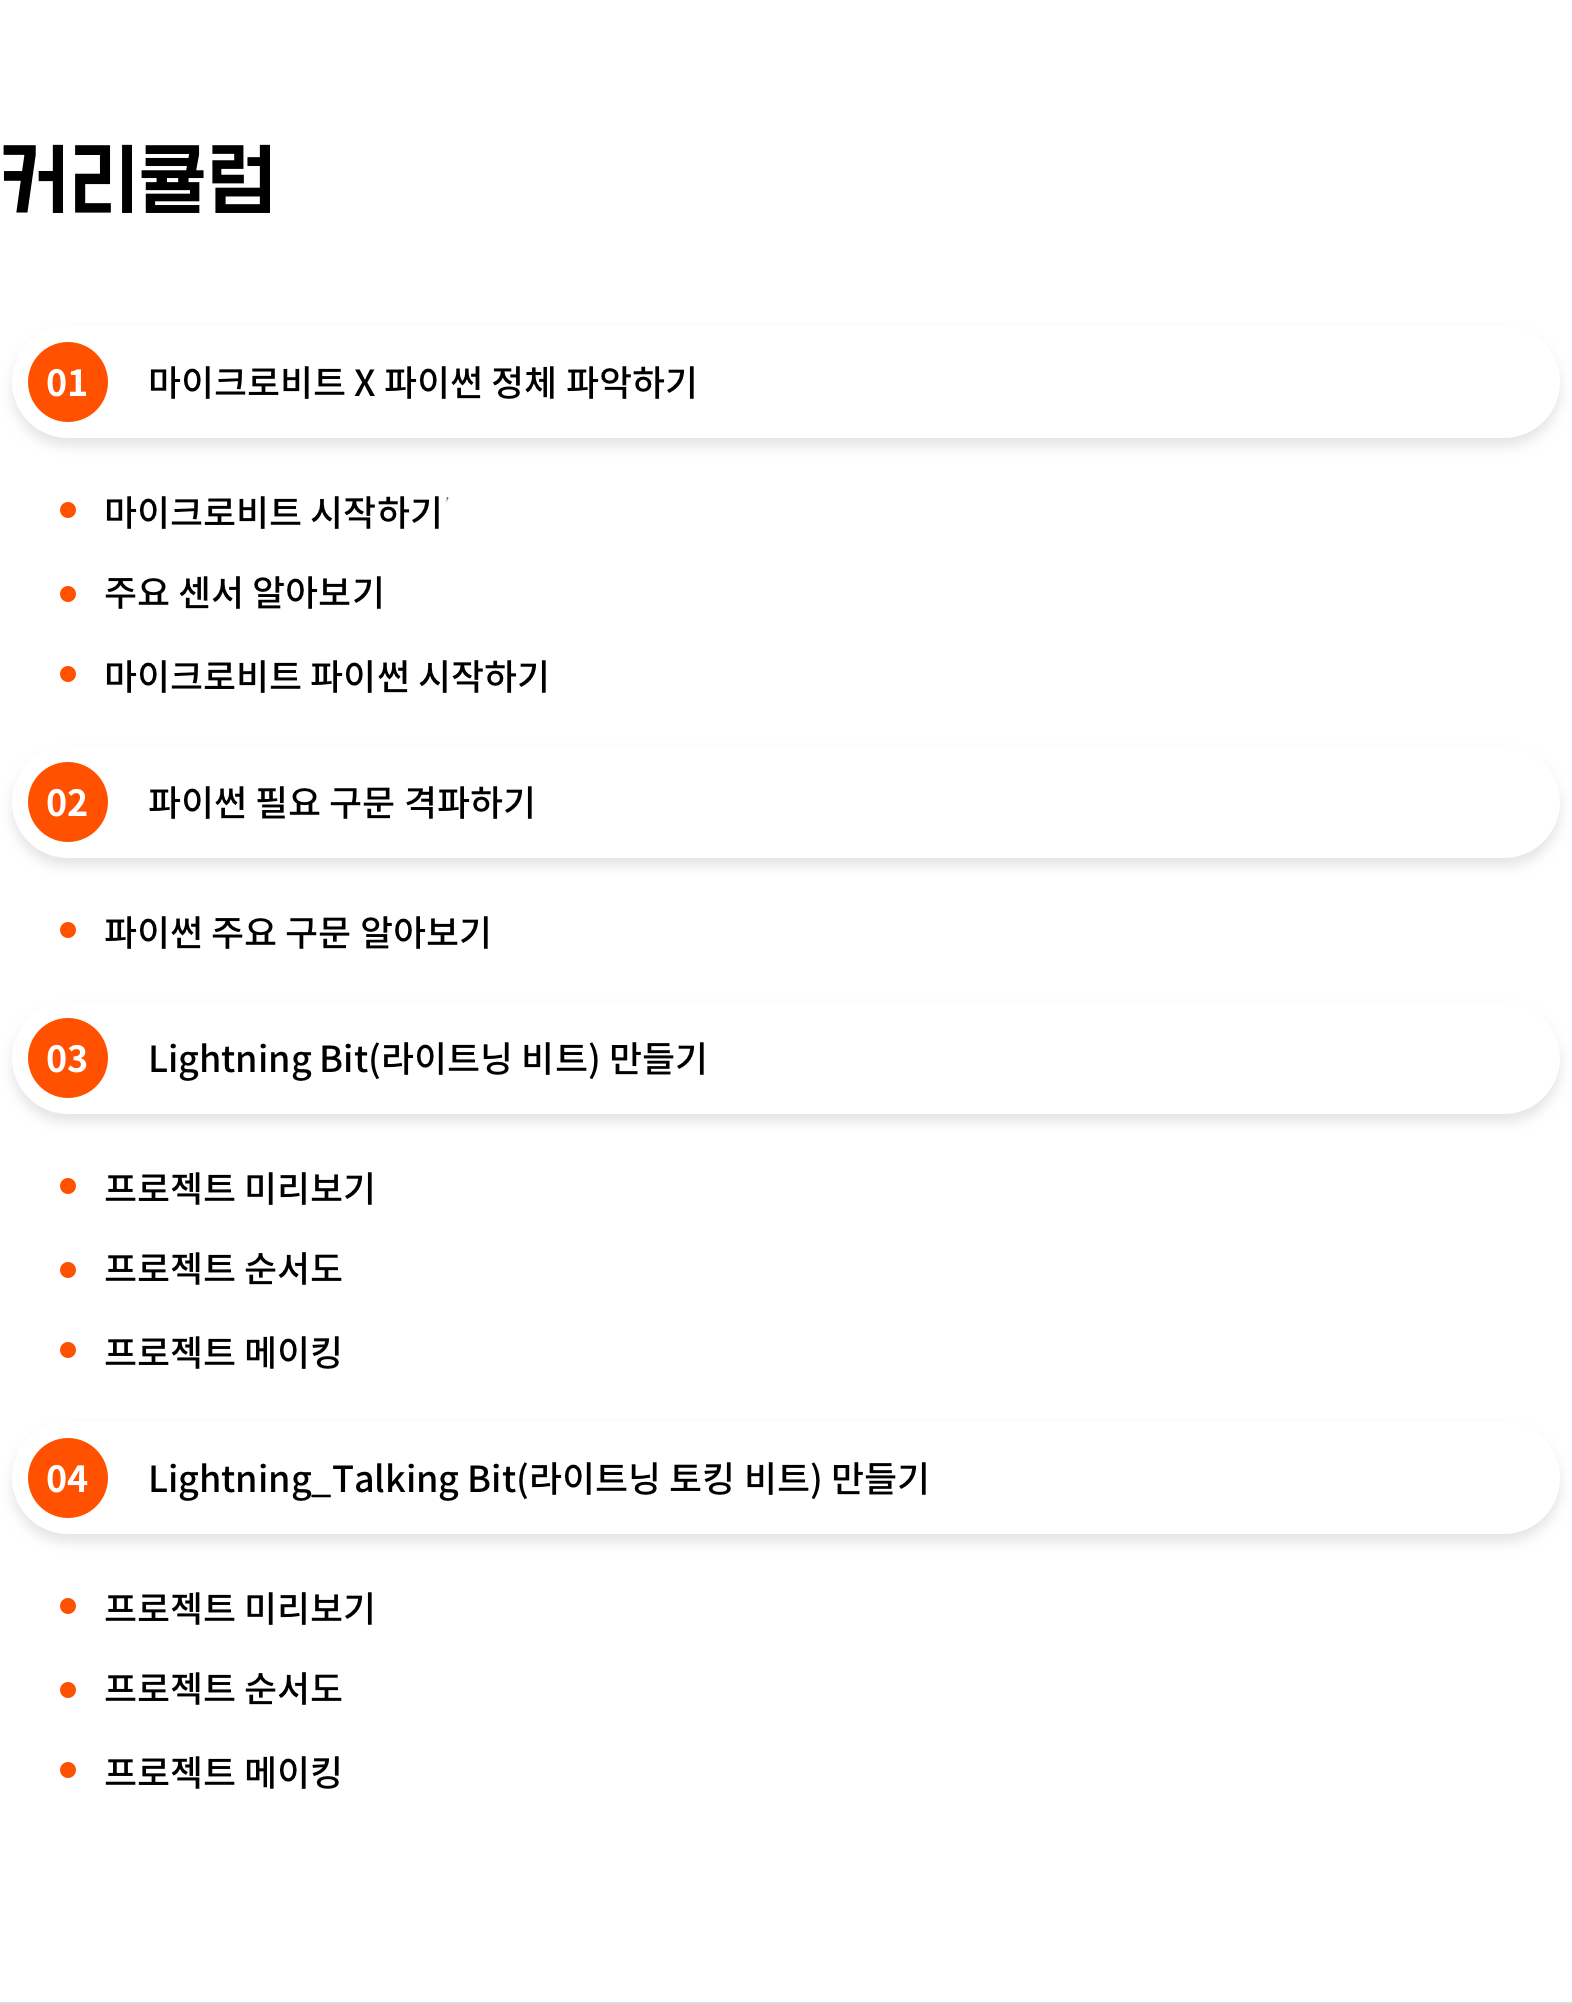 커리큘럼
01 마이크로비트 X 파이썬 정체 파악하기
마이크로비트 시작하기
주요 센서 알아보기
마이크로비트 파이썬 시작하기
02 파이썬 필요 구문 격파하기
파이썬 주요 구문 알아보기
03 Lightning Bit(라이트닝 비트) 만들기
프로젝트 미리보기
프로젝트 순서도
프로젝트 메이킹
04 Lightning_Talking Bit(라이트닝 토킹 비트) 만들기
프로젝트 미리보기
프로젝트 순서도
프로젝트 메이킹